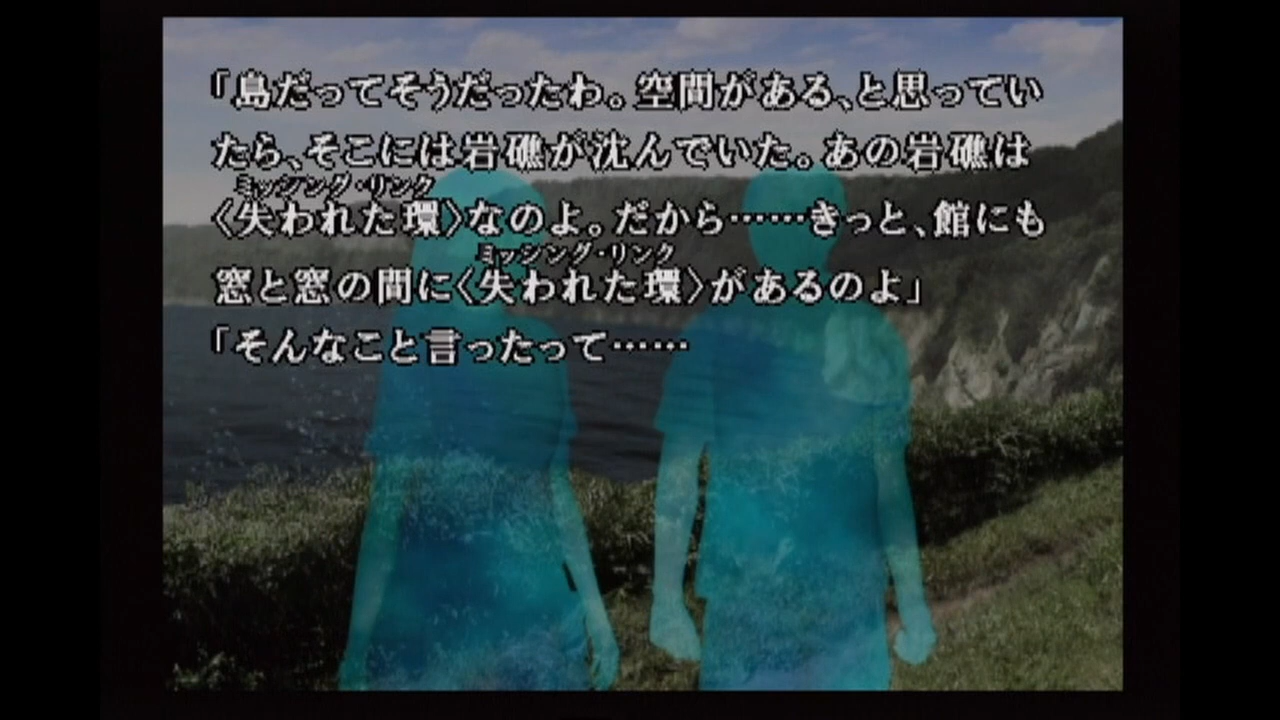 「島だってそうだったわ。空間がある、と思ってい
たら、そこには岩礁が沈んでいた。あの岩礁は
ミッシング・リンク
〈失われた環〉なのよ。だから……きっと、館にも
ミッシング・リンク
窓と窓の間に〈失われた環〉があるのよ」
「そんなこと言ったって……